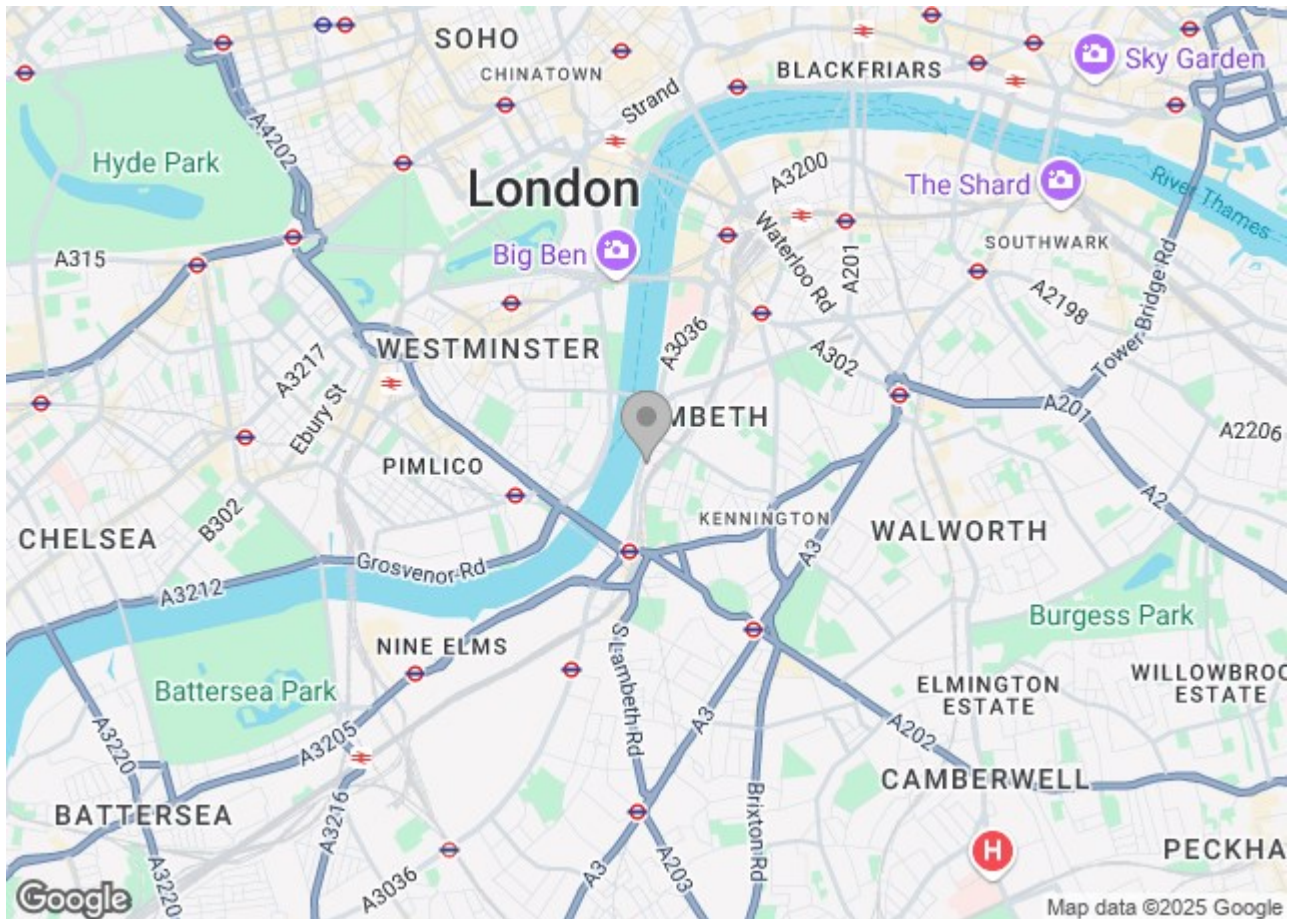 SOHO
CHINATOWN
Strand
BLACKFRIARS
Sky Garden
A4202
Hyde Park
London
A3200
The Shard
River Thames
Big Ben
Waterloo Rd
A201
SOUTHWARK
A315
A2198
Tower Bridge Rd
WESTMINSTER
A3036
A302
A3217
Ebury St
MBETH
A201
A2206
PIMLICO
A2
B302
KENNINGTON
CHELSEA
WALWORTH
A3
Grosvenor Rd
A3212
Burgess Park
NINE ELMS
S Lambeth Rd
Battersea Park
ELMINGTON
ESTATE
WILLOWBROO
ESTATE
A3220
A3205
A3
A202
CAMBERWELL
BATTERSEA
A3216
Brixton Rd
H
PECKHA
A3220
A3036
A3
A203
Google
Map data ©2025 Google